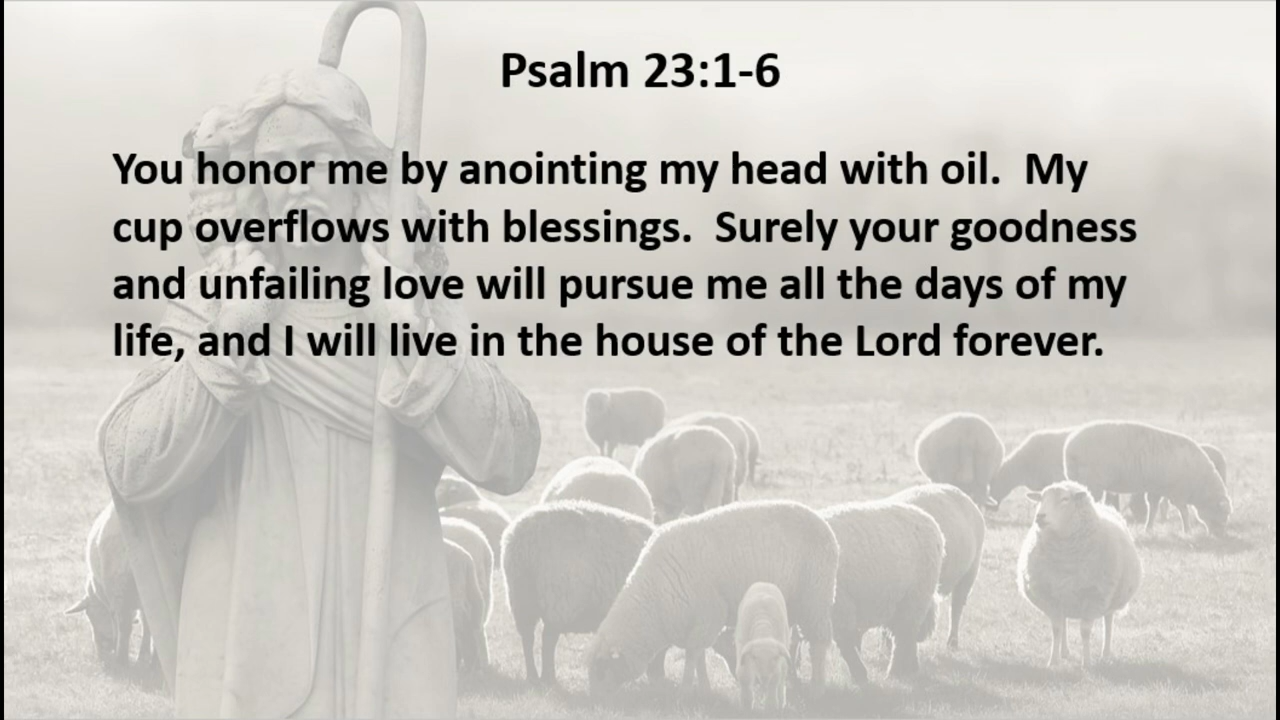 Psalm 23:1-6
You honor me by anointing my head with oil.  My
cup overflows with blessings.  Surely your goodness
and unfailing love will pursue me all the days of my
life, and I will live in the house of the Lord forever.